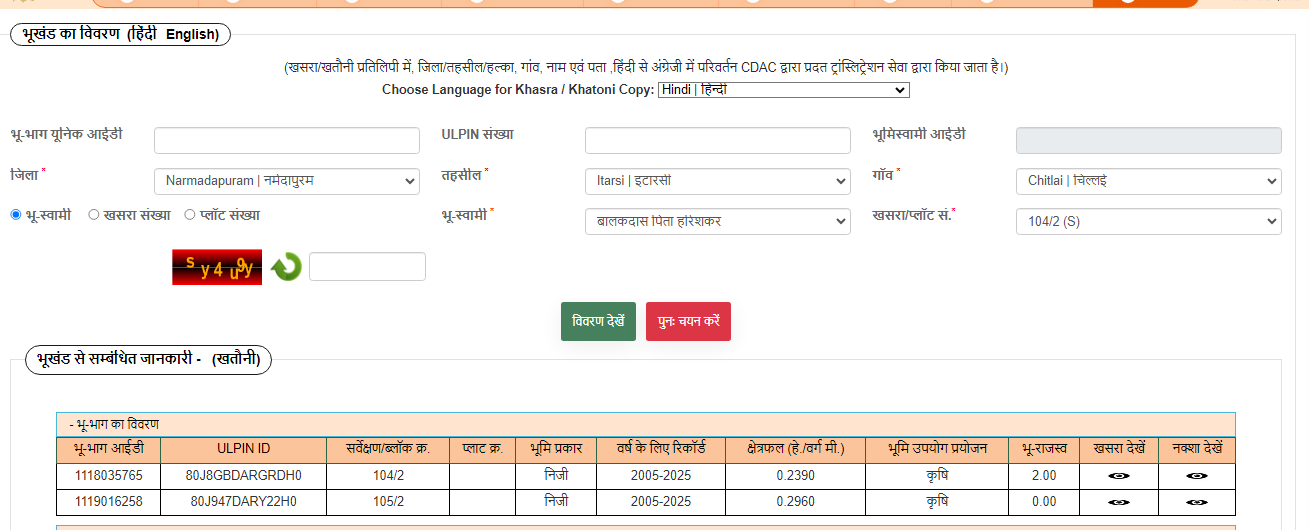 भूखंड का विवरण (हिंदी English)
(खसरा/खतौनी प्रतिलिपी में, जिला/तहसील/हल्का, गांव, नाम एवं पता ,हिंदी से अंग्रेजी में परिवर्तन CDAC द्वारा प्रदत ट्रांस्लिट्रेशन सेवा द्वारा किया जाता है।)
Choose Language for Khasra / Khatoni Copy: Hindi | हिन्दी
भू-भाग यूनिक आईडी ULPIN संख्या भूमिस्वामी आईडी
जिला * Narmadapuram | नर्मदापुरम तहसील * Itarsi | इटारसी गाँव * Chitlai | चिल्लई
भू-स्वामी खसरा संख्या प्लॉट संख्या भू-स्वामी * बालकदास पिता हरिशकर खसरा/प्लॉट सं.* 104/2 (S)
sy4u9y
विवरण देखें पुनः चयन करें
भूखंड से सम्बंधित जानकारी - (खतौनी)
- भू-भाग का विवरण
भू-भाग आईडी ULPIN ID सर्वेक्षण/ब्लॉक क्र. प्लाट क्र. भूमि प्रकार वर्ष के लिए रिकॉर्ड क्षेत्रफल (हे./वर्ग मी.) भूमि उपयोग प्रयोजन भू-राजस्व खसरा देखें नक्शा देखें
1118035765 80J8GBDARGRDH0 104/2 निजी 2005-2025 0.2390 कृषि 2.00
1119016258 80J947DARY22H0 105/2 निजी 2005-2025 0.2960 कृषि 0.00